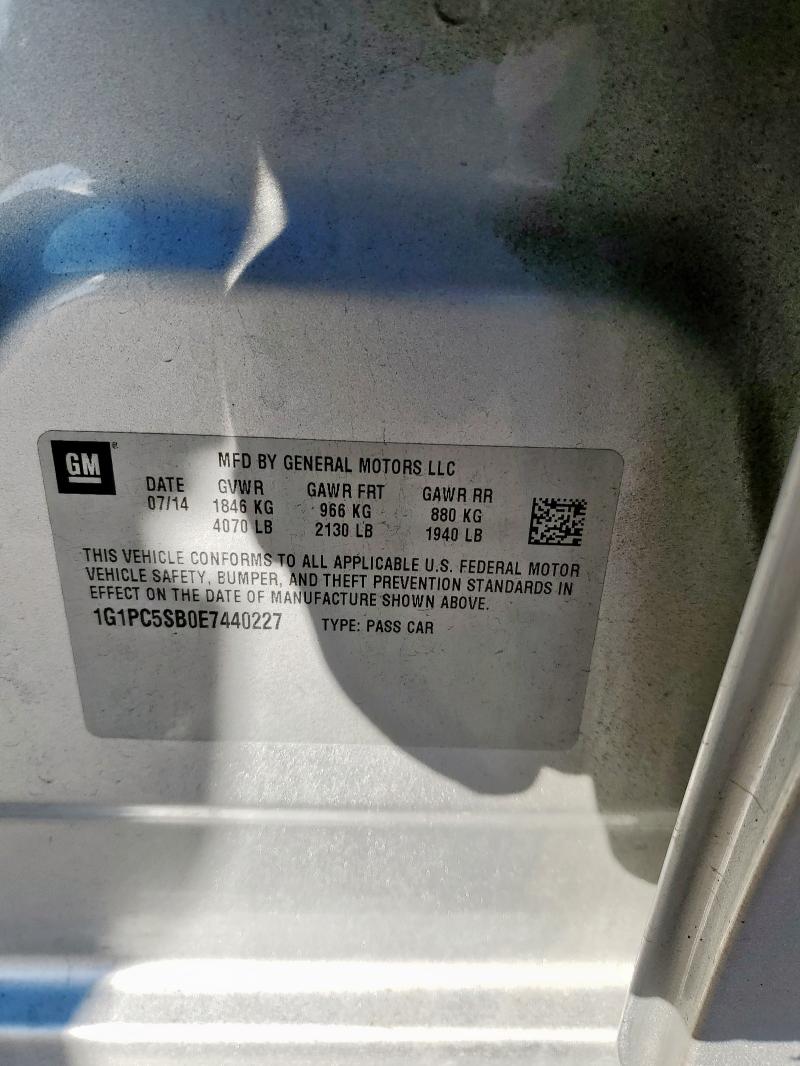 GM®
MFD BY GENERAL MOTORS LLC
DATE GVWR GAWR FRT GAWR RR
07/14 1846 KG 966 KG 880 KG
4070 LB 2130 LB 1940 LB
THIS VEHICLE CONFORMS TO ALL APPLICABLE U.S. FEDERAL MOTOR
VEHICLE SAFETY, BUMPER, AND THEFT PREVENTION STANDARDS IN
EFFECT ON THE DATE OF MANUFACTURE SHOWN ABOVE.
1G1PC5SB0E7440227 TYPE: PASS CAR